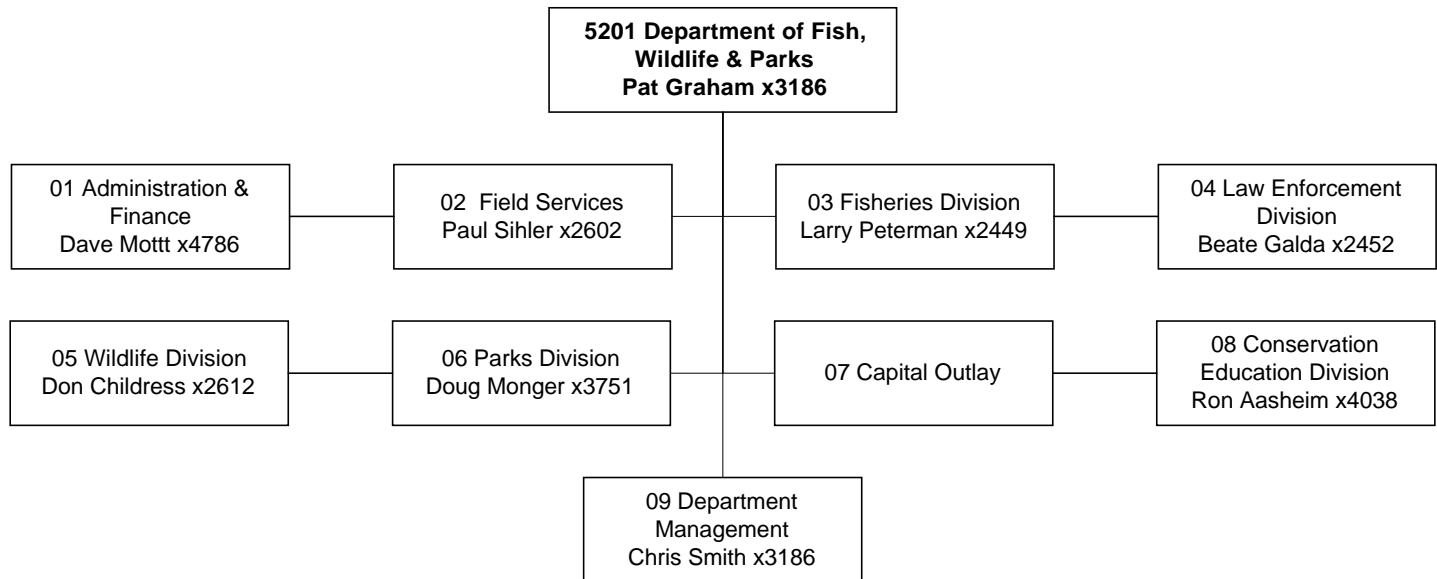 5201 Department of Fish,
Wildlife & Parks
Pat Graham x3186
01 Administration &
Finance
Dave Mottt x4786
02 Field Services
Paul Sihler x2602
03 Fisheries Division
Larry Peterman x2449
04 Law Enforcement
Division
Beate Galda x2452
05 Wildlife Division
Don Childress x2612
06 Parks Division
Doug Monger x3751
07 Capital Outlay
08 Conservation
Education Division
Ron Aasheim x4038
09 Department
Management
Chris Smith x3186